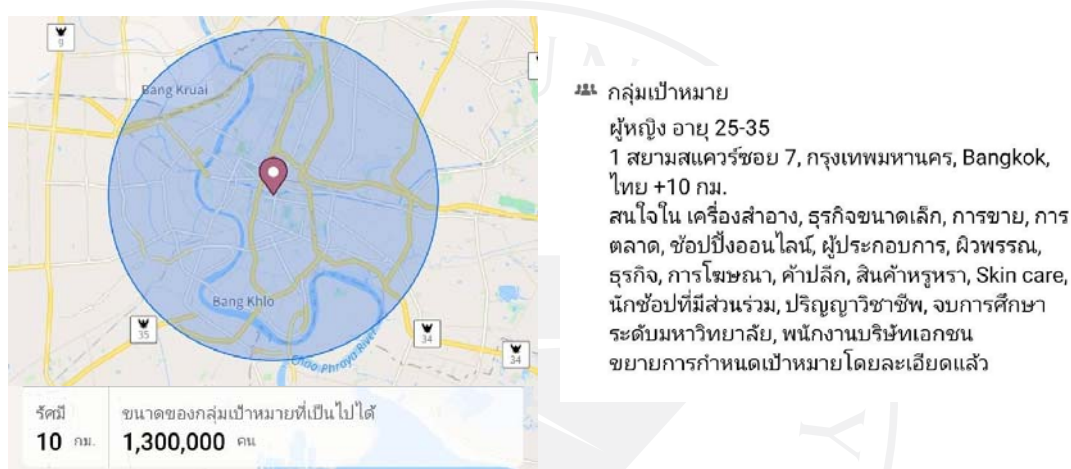 9
Bang Kruai
Bang Khlo
35
34
34
Chao Phraya River
รัศมี
10 กม.
ขนาดของกลุ่มเป้าหมายที่เป็นไปได้
1,300,000 คน
กลุ่มเป้าหมาย
ผู้หญิง อายุ 25-35
1 สยามสแควร์ซอย 7, กรุงเทพมหานคร, Bangkok,
ไทย +10 กม.
สนใจใน เครื่องสำอาง, ธุรกิจขนาดเล็ก, การขาย, การ
ตลาด, ช้อปปิ้งออนไลน์, ผู้ประกอบการ, ผิวพรรณ,
ธุรกิจ, การโฆษณา, ค้าปลีก, สินค้าหรูหรา, Skin care,
นักช้อปที่มีส่วนร่วม, ปริญญาวิชาชีพ, จบการศึกษา
ระดับมหาวิทยาลัย, พนักงานบริษัทเอกชน
ขยายการกำหนดเป้าหมายโดยละเอียดแล้ว